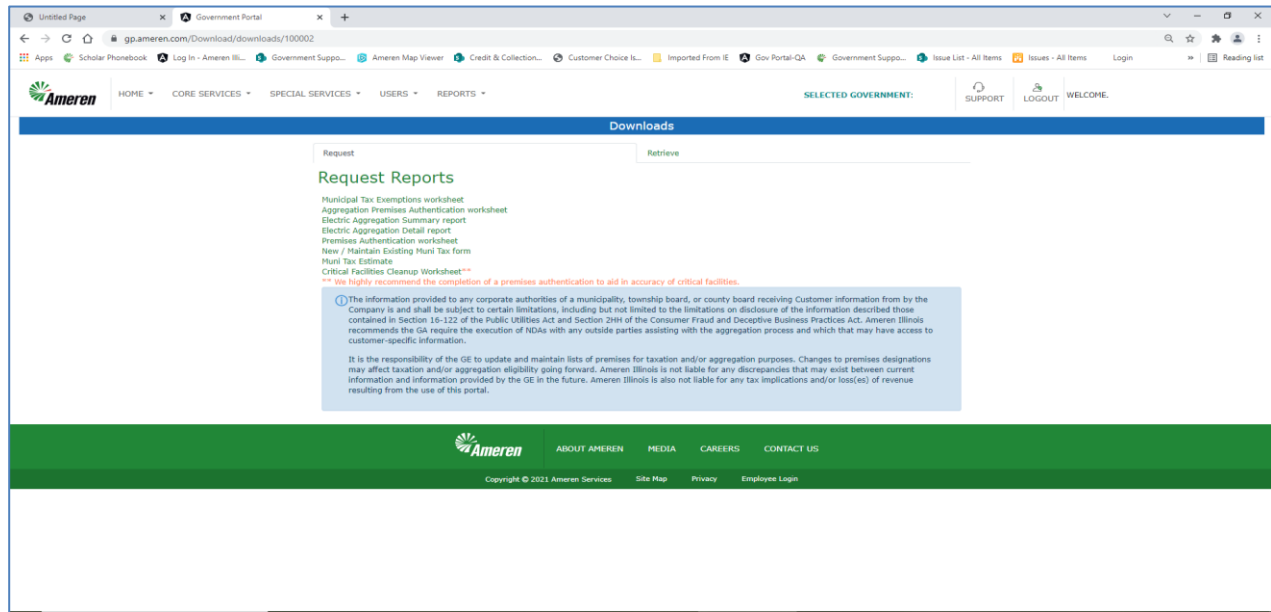 Untitled Page
Government Portal
gp.ameren.com/Download/downloads/100002
Apps Scholar Phonebook Log In - Ameren Illi... Government Suppo... Ameren Map Viewer Credit & Collection... Customer Choice Is... Imported From IE Gov Portal-QA Government Suppo... Issue List - All Items Issues - All Items Login » Reading list
Ameren HOME CORE SERVICES SPECIAL SERVICES USERS REPORTS SELECTED GOVERNMENT: SUPPORT LOGOUT WELCOME.
Downloads
Request Retrieve
Request Reports
Municipal Tax Exemptions worksheet
Aggregation Premises Authentication worksheet
Electric Aggregation Summary report
Electric Aggregation Detail report
Premises Authentication worksheet
New / Maintain Existing Muni Tax form
Muni Tax Estimate
Critical Facilities Cleanup Worksheet**
** We highly recommend the completion of a premises authentication to aid in accuracy of critical facilities.
The information provided to any corporate authorities of a municipality, township board, or county board receiving Customer information from by the
Company is and shall be subject to certain limitations, including but not limited to the limitations on disclosure of the information described those
contained in Section 16-122 of the Public Utilities Act and Section 2HH of the Consumer Fraud and Deceptive Business Practices Act. Ameren Illinois
recommends the GA require the execution of NDAs with any outside parties assisting with the aggregation process and which that may have access to
customer-specific information.
It is the responsibility of the GE to update and maintain lists of premises for taxation and/or aggregation purposes. Changes to premises designations
may affect taxation and/or aggregation eligibility going forward. Ameren Illinois is not liable for any discrepancies that may exist between current
information and information provided by the GE in the future. Ameren Illinois is also not liable for any tax implications and/or loss(es) of revenue
resulting from the use of this portal.
Ameren ABOUT AMEREN MEDIA CAREERS CONTACT US
Copyright © 2021 Ameren Services Site Map Privacy Employee Login